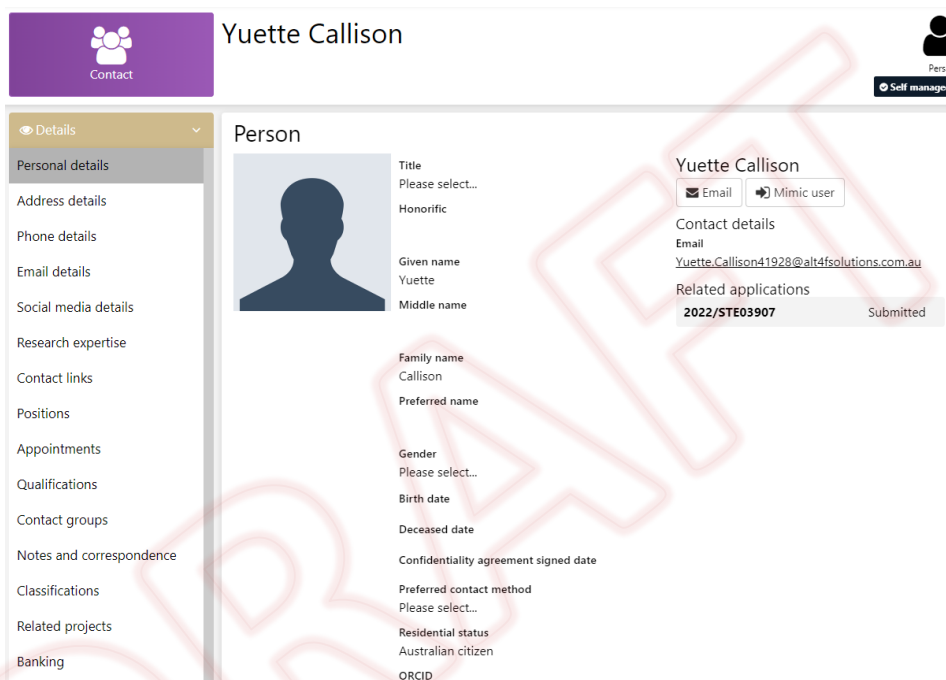 Contact
Yuette Callison
Self manage
Details
Personal details
Address details
Phone details
Email details
Social media details
Research expertise
Contact links
Positions
Appointments
Qualifications
Contact groups
Notes and correspondence
Classifications
Related projects
Banking
Person
Title
Please select...
Honorific
Given name
Yuette
Middle name
Family name
Callison
Preferred name
Gender
Please select...
Birth date
Deceased date
Confidentiality agreement signed date
Preferred contact method
Please select...
Residential status
Australian citizen
ORCID
Yuette Callison
Email Mimic user
Contact details
Email
Yuette.Callison41928@alt4fsolutions.com.au
Related applications
2022/STE03907 Submitted
DRAFT